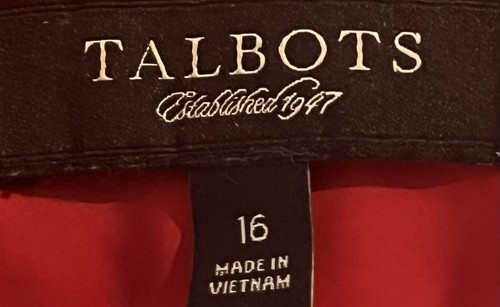 TALBOTS
Established 1947
16
MADE IN
VIETNAM